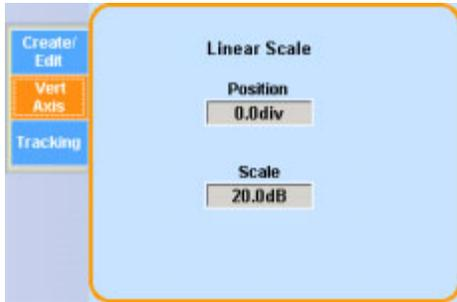 Create/
Edit
Vert
Axis
Tracking
Linear Scale
Position
0.0div
Scale
20.0dB